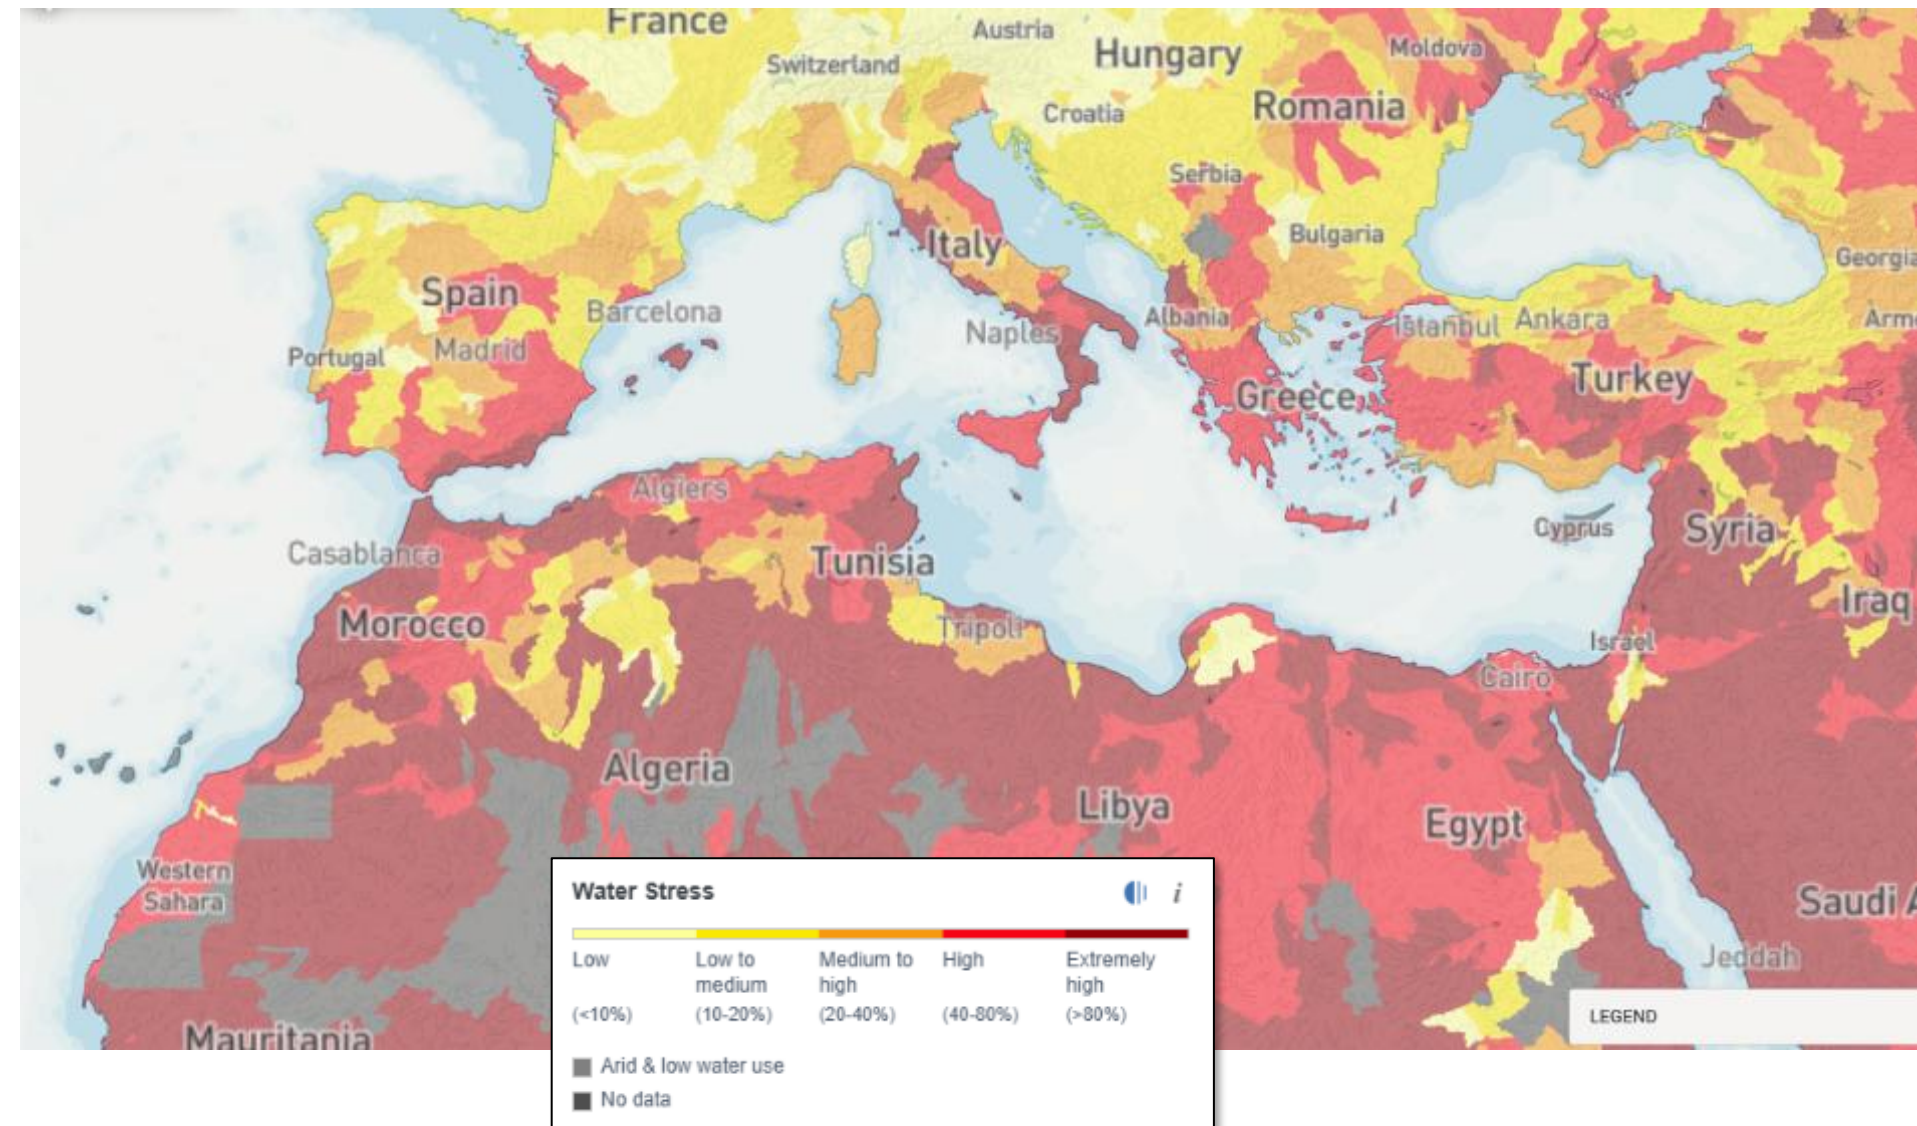 France
Austria
Hungary
Moldova
Switzerland
Romania
Croatia
Serbia
Bulgaria
Italy
Georgia
Spain
Barcelona
Albania
Istanbul
Ankara
Naples
Portugal
Madrid
Turkey
Greece
Algiers
Cyprus
Syria
Casablanca
Tunisia
Iraq
Morocco
Tripoli
Israel
Cairo
Algeria
Libya
Egypt
Western
Sahara
Saudi A
Jeddah
Mauritania
LEGEND
Water Stress
i
Low
Low to
medium
Medium to
high
High
Extremely
high
(<10%)
(10-20%)
(20-40%)
(40-80%)
(>80%)
Arid & low water use
No data